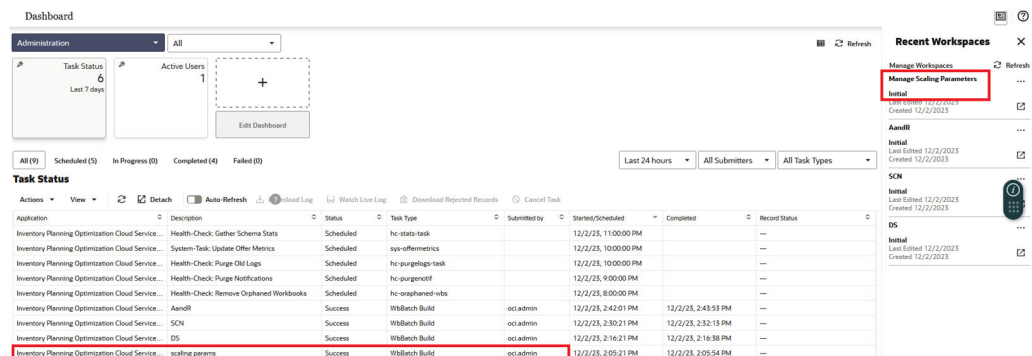 Dashboard
Administration
All
Refresh
Task Status
6
Last 7 days
Active Users
1
+
Edit Dashboard
All (9) Scheduled (5) In Progress (0) Completed (4) Failed (0)
Last 24 hours All Submitters All Task Types
Task Status
Actions View Detach Auto-Refresh Download Log Watch Live Log Download Rejected Records Cancel Task
Application Description Status Task Type Submitted by Started/Scheduled Completed Record Status
Inventory Planning Optimization Cloud Service... Health-Check: Gather Schema Stats Scheduled hc-stats-task 12/2/23, 11:00:00 PM —
Inventory Planning Optimization Cloud Service... System-Task: Update Offer Metrics Scheduled sys-offermetrics 12/2/23, 10:00:00 PM —
Inventory Planning Optimization Cloud Service... Health-Check: Purge Old Logs Scheduled hc-purgelogs-task 12/2/23, 10:00:00 PM —
Inventory Planning Optimization Cloud Service... Health-Check: Purge Notifications Scheduled hc-purgenotif 12/2/23, 9:00:00 PM —
Inventory Planning Optimization Cloud Service... Health-Check: Remove Orphaned Workbooks Scheduled hc-oraphaned-wbs 12/2/23, 8:00:00 PM —
Inventory Planning Optimization Cloud Service... AandR Success WbBatch Build oci.admin 12/2/23, 2:42:01 PM 12/2/23, 2:43:53 PM —
Inventory Planning Optimization Cloud Service... SCN Success WbBatch Build oci.admin 12/2/23, 2:30:21 PM 12/2/23, 2:32:13 PM —
Inventory Planning Optimization Cloud Service... DS Success WbBatch Build oci.admin 12/2/23, 2:16:21 PM 12/2/23, 2:16:38 PM —
Inventory Planning Optimization Cloud Service... scaling params Success WbBatch Build oci.admin 12/2/23, 2:05:21 PM 12/2/23, 2:05:54 PM —
Recent Workspaces
Manage Workspaces Refresh
Manage Scaling Parameters
Initial
Last Edited 12/2/2023
Created 12/2/2023
AandR
Initial
Last Edited 12/2/2023
Created 12/2/2023
SCN
Initial
Last Edited 12/2/2023
Created 12/2/2023
DS
Initial
Last Edited 12/2/2023
Created 12/2/2023